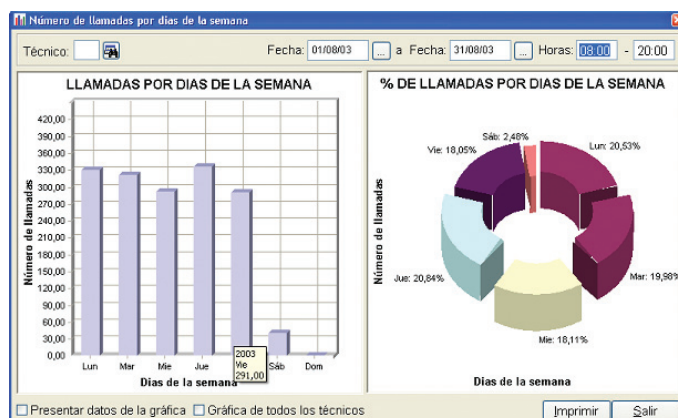 Número de llamadas por dias de la semana
Técnico: Fecha: 01/08/03 ... a Fecha: 31/08/03 ... Horas: 08:00 - 20:00
LLAMADAS POR DIAS DE LA SEMANA
Número de llamadas
420,00
390,00
360,00
330,00
300,00
270,00
240,00
210,00
180,00
150,00
120,00
90,00
60,00
30,00
0,00
Lun Mar Mie Jue Sáb Dom
2003
Vie
291,00
Dias de la semana
% DE LLAMADAS POR DIAS DE LA SEMANA
Número de llamadas
Sáb: 2,48%
Lun: 20,53%
Vie: 18,05%
Jue: 20,84%
Mar: 19,98%
Mie: 18,11%
Dias de la semana
Presentar datos de la gráfica Gráfica de todos los técnicos Imprimir Salir